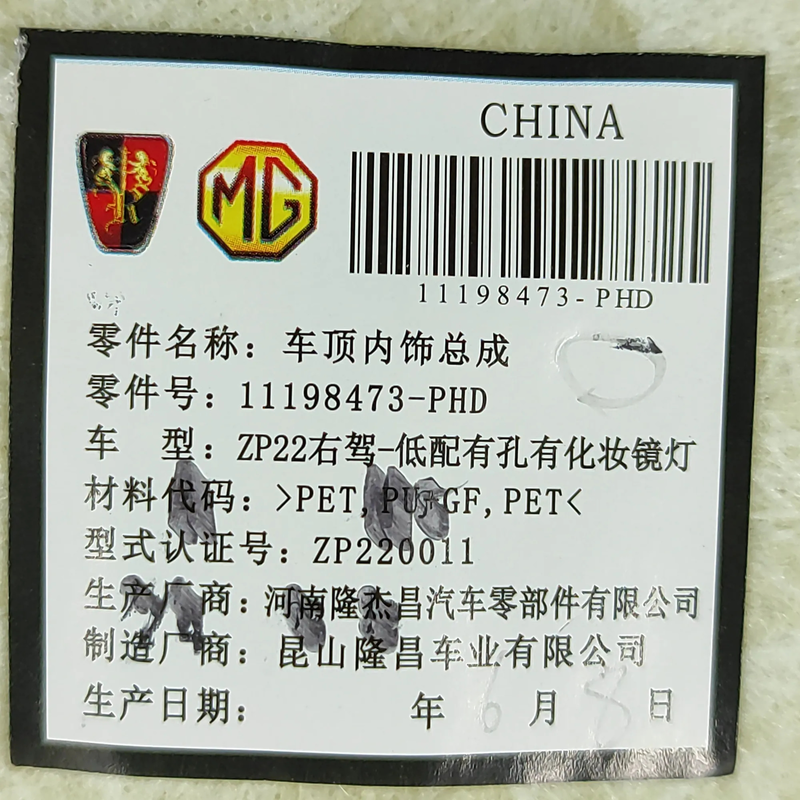 CHINA
MG
11198473-PHD
零件名称：车顶内饰总成
零件号：11198473-PHD
车 型：ZP22右驾-低配有孔有化妆镜灯
材料代码：>PET,PU,GF,PET<
型式认证号：ZP220011
生产厂商：河南隆杰昌汽车零部件有限公司
制造厂商：昆山隆昌车业有限公司
生产日期： 年 6 月 8 日